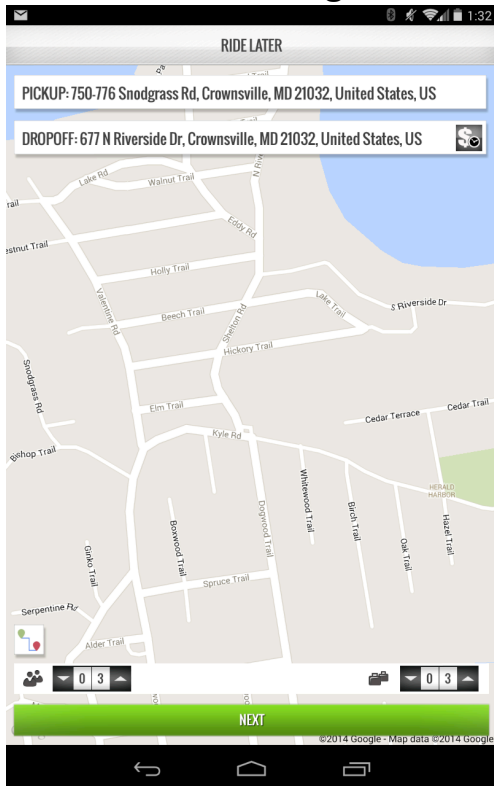 1:32
RIDE LATER
PICKUP: 750-776 Snodgrass Rd, Crownsville, MD 21032, United States, US
DROPOFF: 677 N Riverside Dr, Crownsville, MD 21032, United States, US
Lake Rd
Walnut Trail
N Rive
rail
Eddy Rd
estnut Trail
Holly Trail
Valentine Rd
Lake Trail
S Riverside Dr
Beech Trail
Shelton Rd
Hickory Trail
Snodgrass Rd
Elm Trail
Cedar Terrace
Cedar Trail
Kyle Rd
Bishop Trail
Whitewood Trail
HERALD
HARBOR
Birch Trail
Dogwood Trail
Hazel Trail
Boxwood Trail
Oak Trail
Ginko Trail
Spruce Trail
Serpentine Rd
Alder Trail
0 3
0 3
NEXT
©2014 Google - Map data ©2014 Google